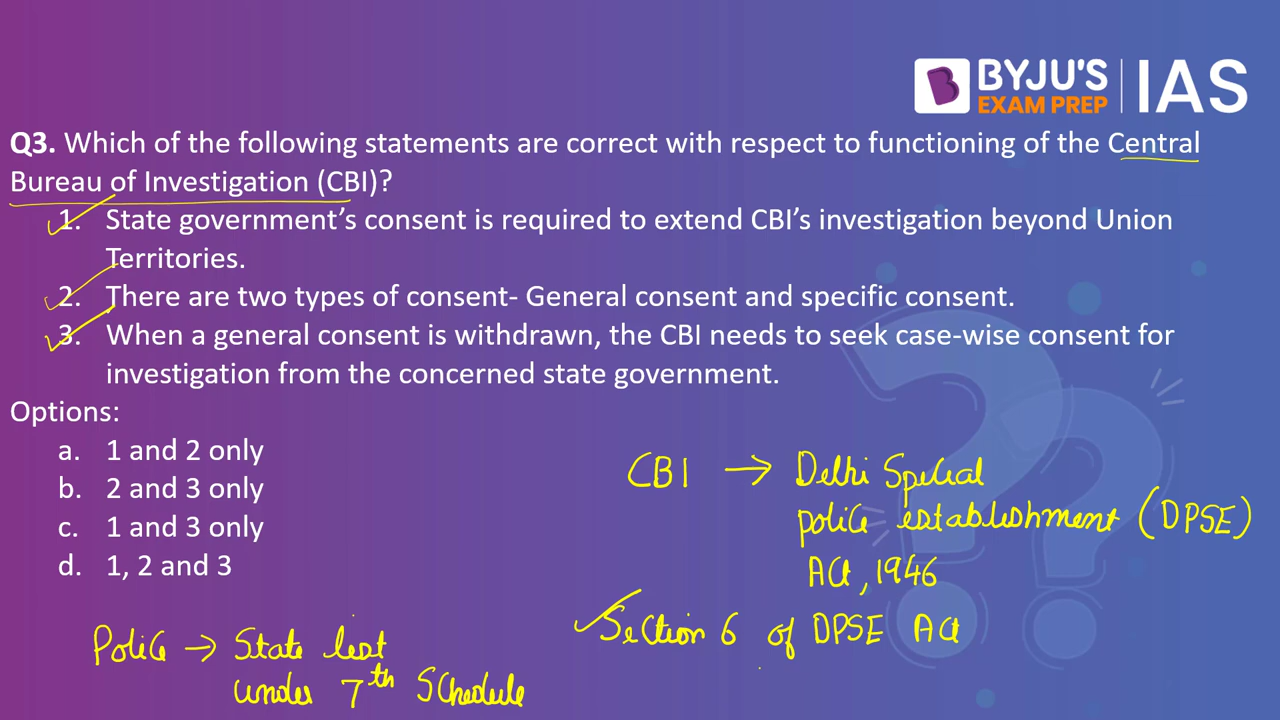 BYJU'S
EXAM PREP
IAS
Q3. Which of the following statements are correct with respect to functioning of the Central
Bureau of Investigation (CBI)?
1. State government’s consent is required to extend CBI’s investigation beyond Union
Territories.
2. There are two types of consent- General consent and specific consent.
3. When a general consent is withdrawn, the CBI needs to seek case-wise consent for
investigation from the concerned state government.
Options:
a. 1 and 2 only
b. 2 and 3 only
c. 1 and 3 only
d. 1, 2 and 3
CBI → Delhi Special
police establishment (DPSE)
Act, 1946
Section 6 of DPSE Act
Police → State list
under 7th Schedule